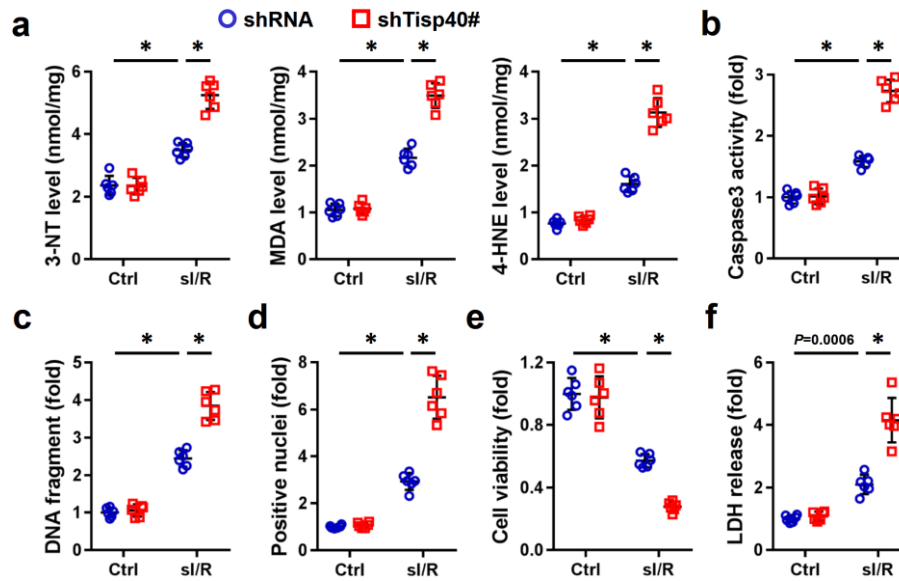 shRNA shTisp40#
a
3-NT level (nmol/mg)
6
4
2
0
Ctrl sI/R
* *
MDA level (nmol/mg)
4
3
2
1
0
Ctrl sI/R
* *
4-HNE level (nmol/mg)
4
3
2
1
0
Ctrl sI/R
* *
b
Caspase3 activity (fold)
3
2
1
0
Ctrl sI/R
* *
c
DNA fragment (fold)
5
4
3
2
1
0
Ctrl sI/R
* *
d
Positive nuclei (fold)
8
6
4
2
0
Ctrl sI/R
* *
e
Cell viability (fold)
1.2
0.8
0.4
0.0
Ctrl sI/R
* *
f
LDH release (fold)
6
4
2
0
Ctrl sI/R
P=0.0006 *